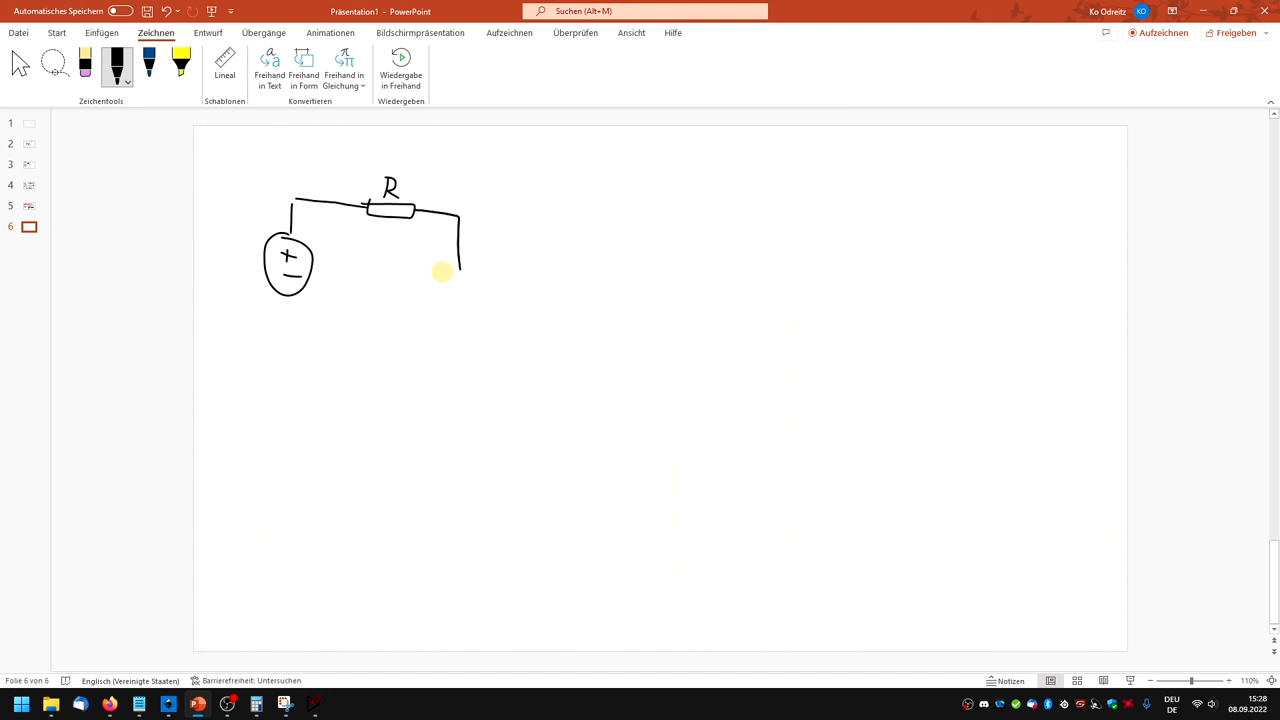 Automatisches Speichern
Präsentation1 - PowerPoint
Suchen (Alt+M)
Ko Odreitz
KO
Datei Start Einfügen Zeichnen Entwurf Übergänge Animationen Bildschirmpräsentation Aufzeichnen Überprüfen Ansicht Hilfe
Aufzeichnen
Freigeben
Lineal
Freihand in Text
Freihand in Form
Freihand in Gleichung
Wiedergabe in Freihand
Zeichentools
Schablonen
Konvertieren
Wiedergeben
1
2
3
4
5
6
R
+
−
Folie 6 von 6
Englisch (Vereinigte Staaten)
Barrierefreiheit: Untersuchen
Notizen
110%
DEU
DE
15:28
08.09.2022